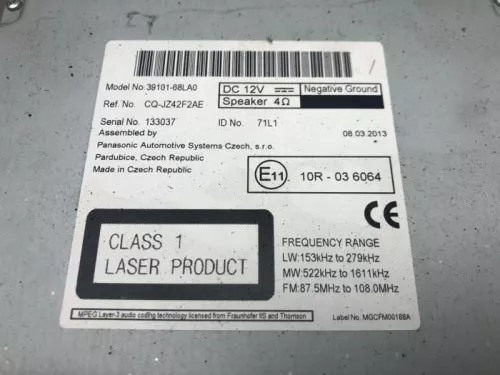 Model No 39101-68LA0
DC 12V
Negative Ground
Ref. No. CQ-JZ42F2AE
Speaker 4Ω
Serial No. 133037 ID No. 71L1
Assembled by
08.03.2013
Panasonic Automotive Systems Czech, s.r.o.
Pardubice, Czech Republic
Made in Czech Republic
E11 10R - 03 6064
CE
CLASS 1
LASER PRODUCT
FREQUENCY RANGE
LW:153kHz to 279kHz
MW:522kHz to 1611kHz
FM:87.5MHz to 108.0MHz
MPEG Layer-3 audio coding technology licensed from Fraunhofer IIS and Thomson
Label No. MGCFM00188A